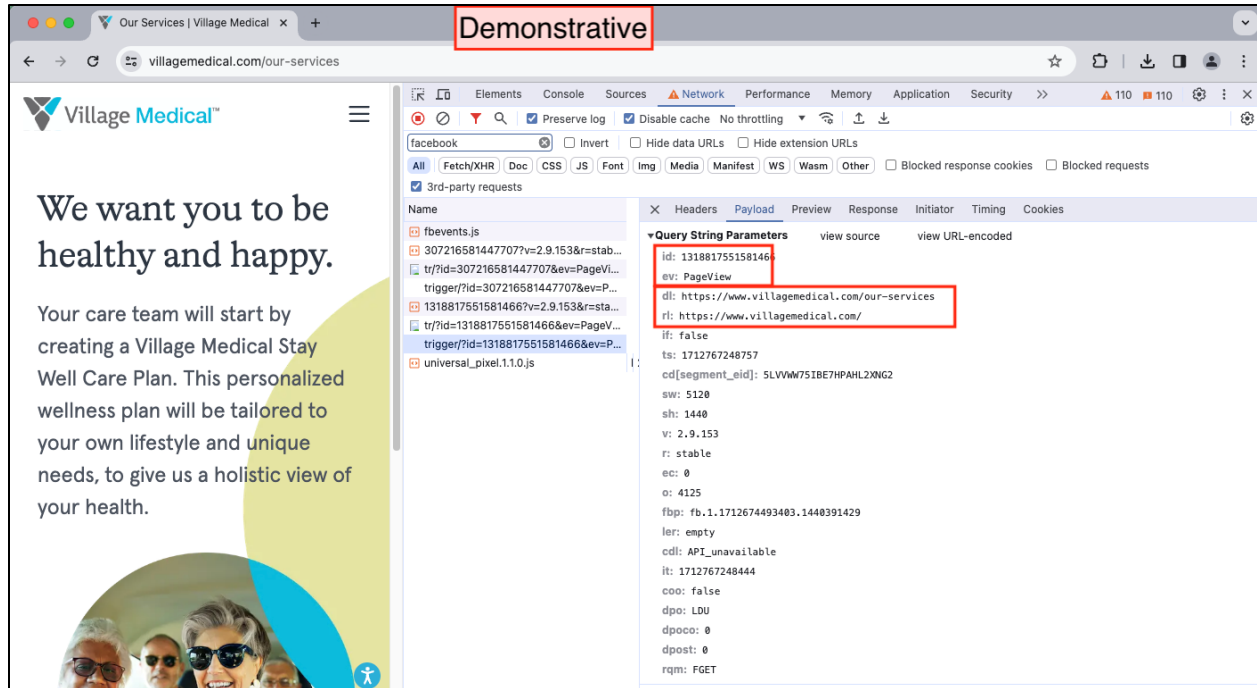 Our Services | Village Medical
Demonstrative
villagemedical.com/our-services
Village Medical™
We want you to be
healthy and happy.
Your care team will start by
creating a Village Medical Stay
Well Care Plan. This personalized
wellness plan will be tailored to
your own lifestyle and unique
needs, to give us a holistic view of
your health.
Elements Console Sources Network Performance Memory Application Security >> 110 110
Preserve log Disable cache No throttling
facebook Invert Hide data URLs Hide extension URLs
All Fetch/XHR Doc CSS JS Font Img Media Manifest WS Wasm Other Blocked response cookies Blocked requests
3rd-party requests
Name
fbevents.js
307216581447707?v=2.9.153&r=stab...
tr/?id=307216581447707&ev=PageVi...
trigger/?id=307216581447707&ev=P...
1318817551581466?v=2.9.153&r=sta...
tr/?id=1318817551581466&ev=PageV...
trigger/?id=1318817551581466&ev=P...
universal_pixel.1.1.0.js
Headers Payload Preview Response Initiator Timing Cookies
Query String Parameters view source view URL-encoded
id: 1318817551581466
ev: PageView
dl: https://www.villagemedical.com/our-services
rl: https://www.villagemedical.com/
if: false
ts: 1712767248757
cd[segment_eid]: 5LVVWW75IBE7HPAHL2XNG2
sw: 5120
sh: 1440
v: 2.9.153
r: stable
ec: 0
o: 4125
fbp: fb.1.1712674493403.1440391429
ler: empty
cdl: API_unavailable
it: 1712767248444
coo: false
dpo: LDU
dpoco: 0
dpost: 0
rqm: FGET